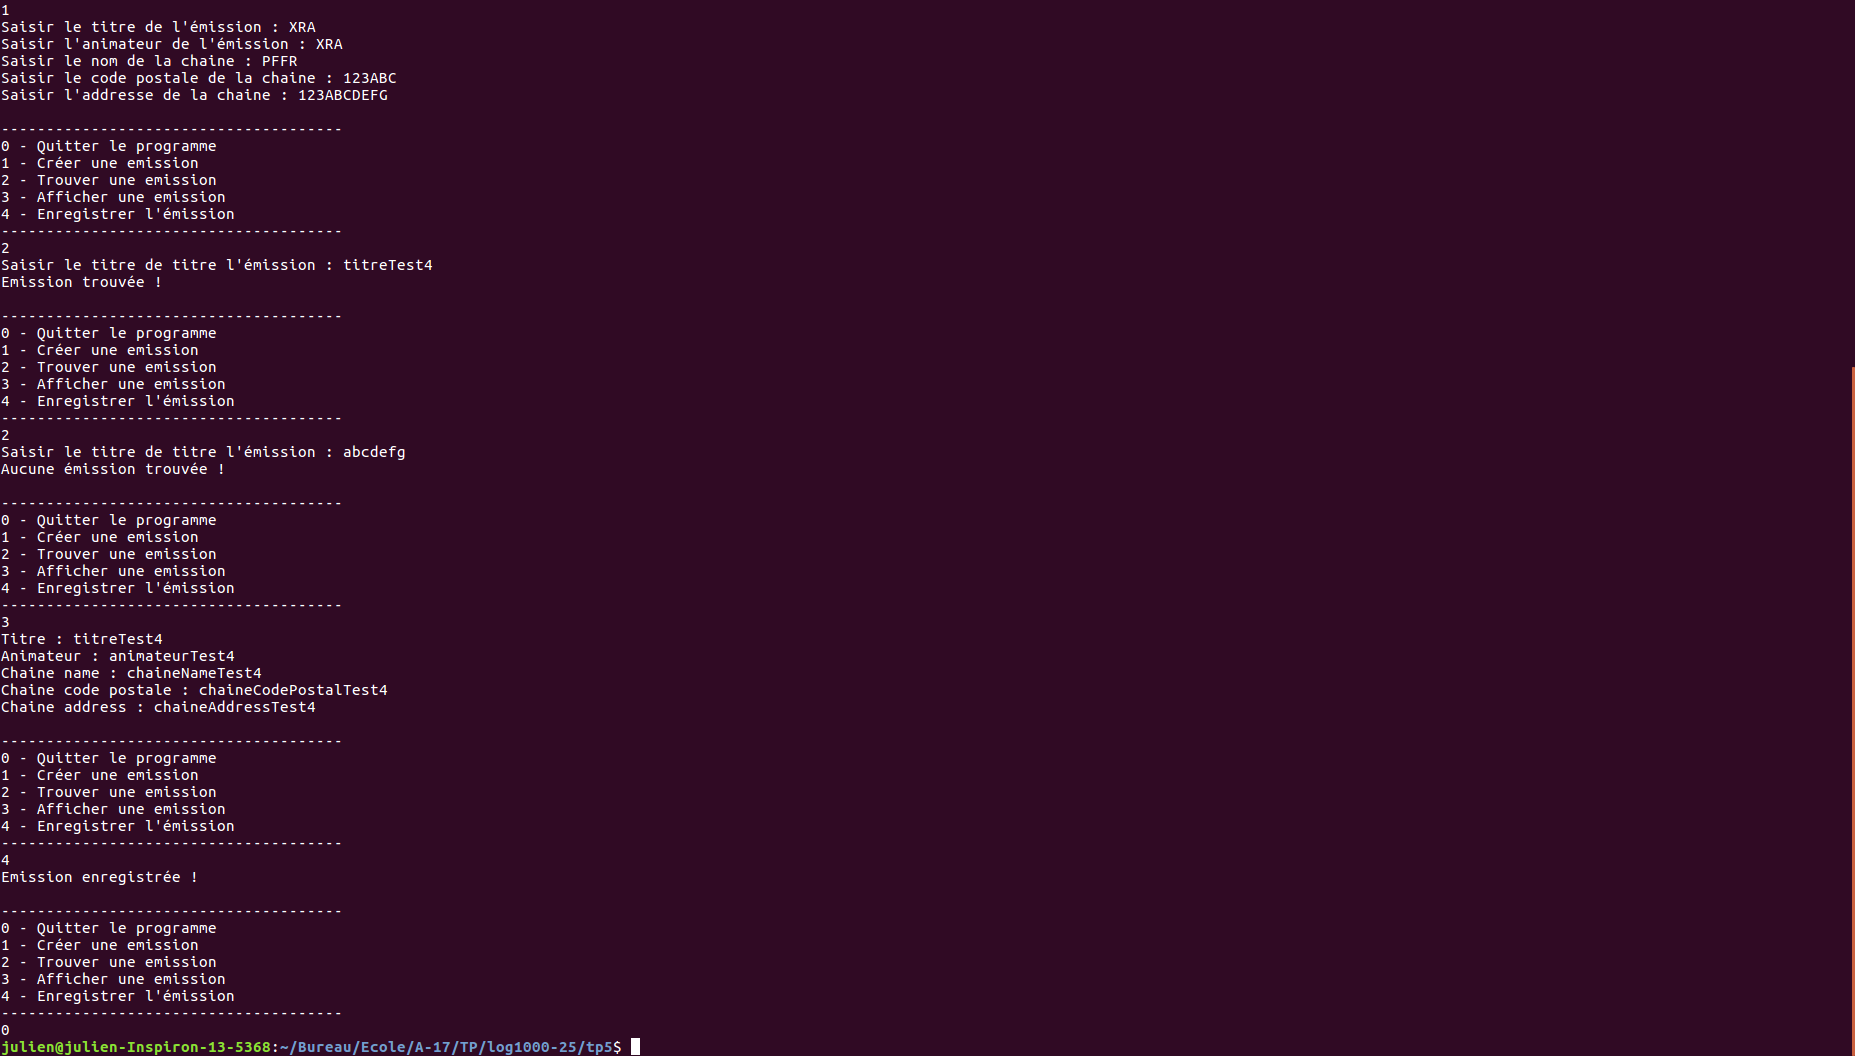 1
Saisir le titre de l'émission : XRA
Saisir l'animateur de l'émission : XRA
Saisir le nom de la chaine : PFFR
Saisir le code postale de la chaine : 123ABC
Saisir l'addresse de la chaine : 123ABCDEFG
--------------------------------------
0 - Quitter le programme
1 - Créer une emission
2 - Trouver une emission
3 - Afficher une emission
4 - Enregistrer l'émission
--------------------------------------
2
Saisir le titre de titre l'émission : titreTest4
Emission trouvée !
--------------------------------------
0 - Quitter le programme
1 - Créer une emission
2 - Trouver une emission
3 - Afficher une emission
4 - Enregistrer l'émission
--------------------------------------
2
Saisir le titre de titre l'émission : abcdefg
Aucune émission trouvée !
--------------------------------------
0 - Quitter le programme
1 - Créer une emission
2 - Trouver une emission
3 - Afficher une emission
4 - Enregistrer l'émission
--------------------------------------
3
Titre : titreTest4
Animateur : animateurTest4
Chaine name : chaineNameTest4
Chaine code postale : chaineCodePostalTest4
Chaine address : chaineAddressTest4
--------------------------------------
0 - Quitter le programme
1 - Créer une emission
2 - Trouver une emission
3 - Afficher une emission
4 - Enregistrer l'émission
--------------------------------------
4
Emission enregistrée !
--------------------------------------
0 - Quitter le programme
1 - Créer une emission
2 - Trouver une emission
3 - Afficher une emission
4 - Enregistrer l'émission
--------------------------------------
0
julien@julien-Inspiron-13-5368:~/Bureau/Ecole/A-17/TP/log1000-25/tp5$